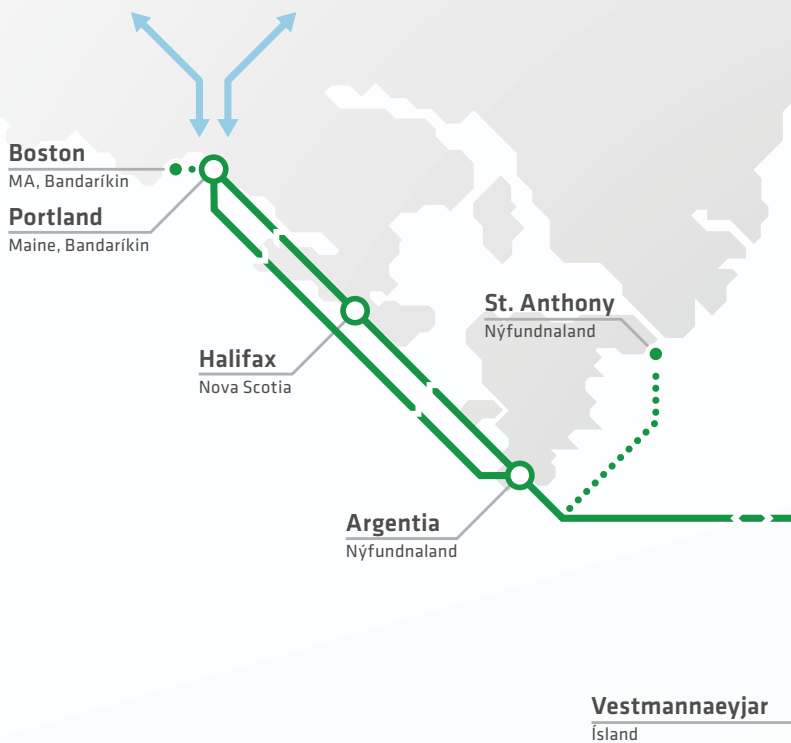 Boston
MA, Bandaríkin
Portland
Maine, Bandaríkin
St. Anthony
Nýfundnaland
Halifax
Nova Scotia
Argentia
Nýfundnaland
Vestmannaeyjar
Ísland